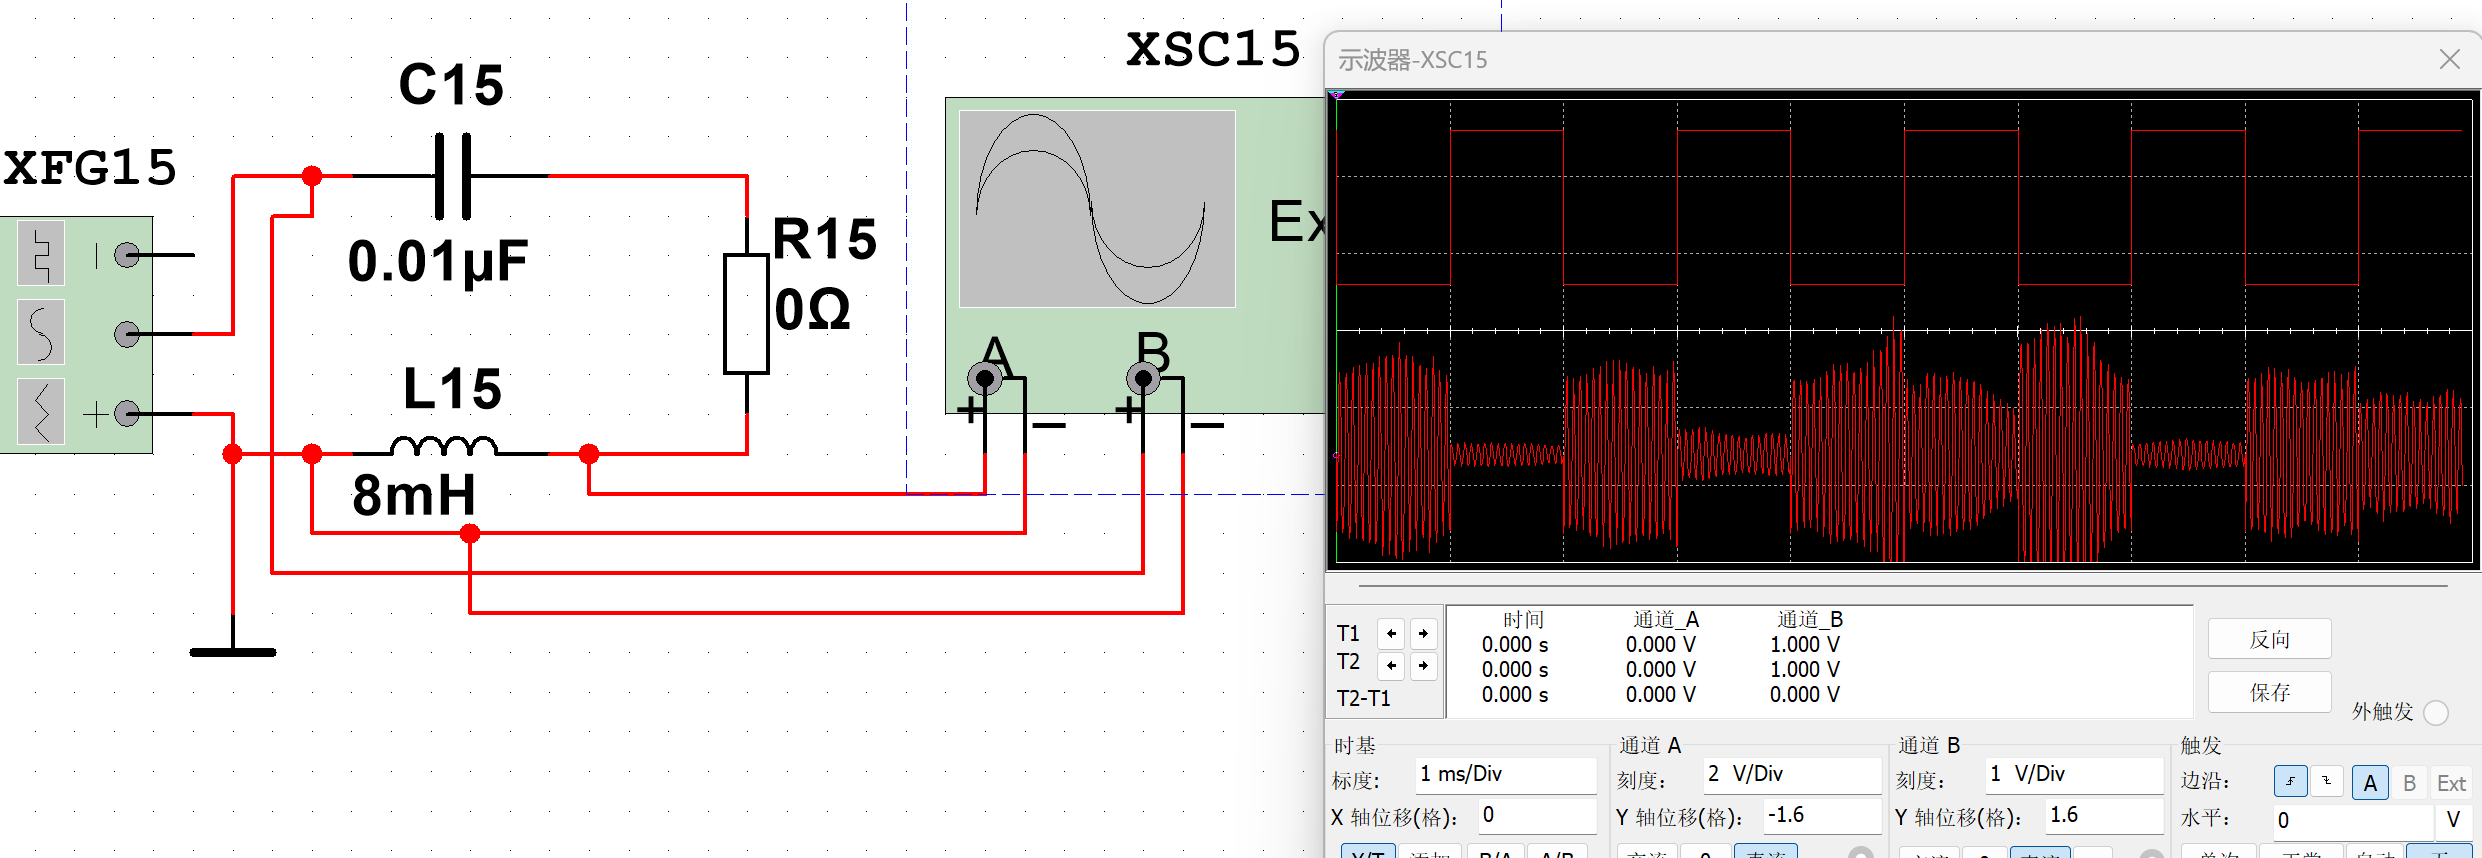 XSC15
示波器-XSC15
C15
XFG15
0.01µF
R15
0Ω
Ex
A
B
+
L15
+
8mH
时间 通道_A 通道_B
T1 0.000 s 0.000 V 1.000 V
T2 0.000 s 0.000 V 1.000 V
T2-T1 0.000 s 0.000 V 0.000 V
反向
保存
外触发
时基 通道 A 通道 B 触发
标度: 1 ms/Div 刻度: 2 V/Div 刻度: 1 V/Div 边沿: A B Ext
X 轴位移(格): 0 Y 轴位移(格): -1.6 Y 轴位移(格): 1.6 水平: 0 V